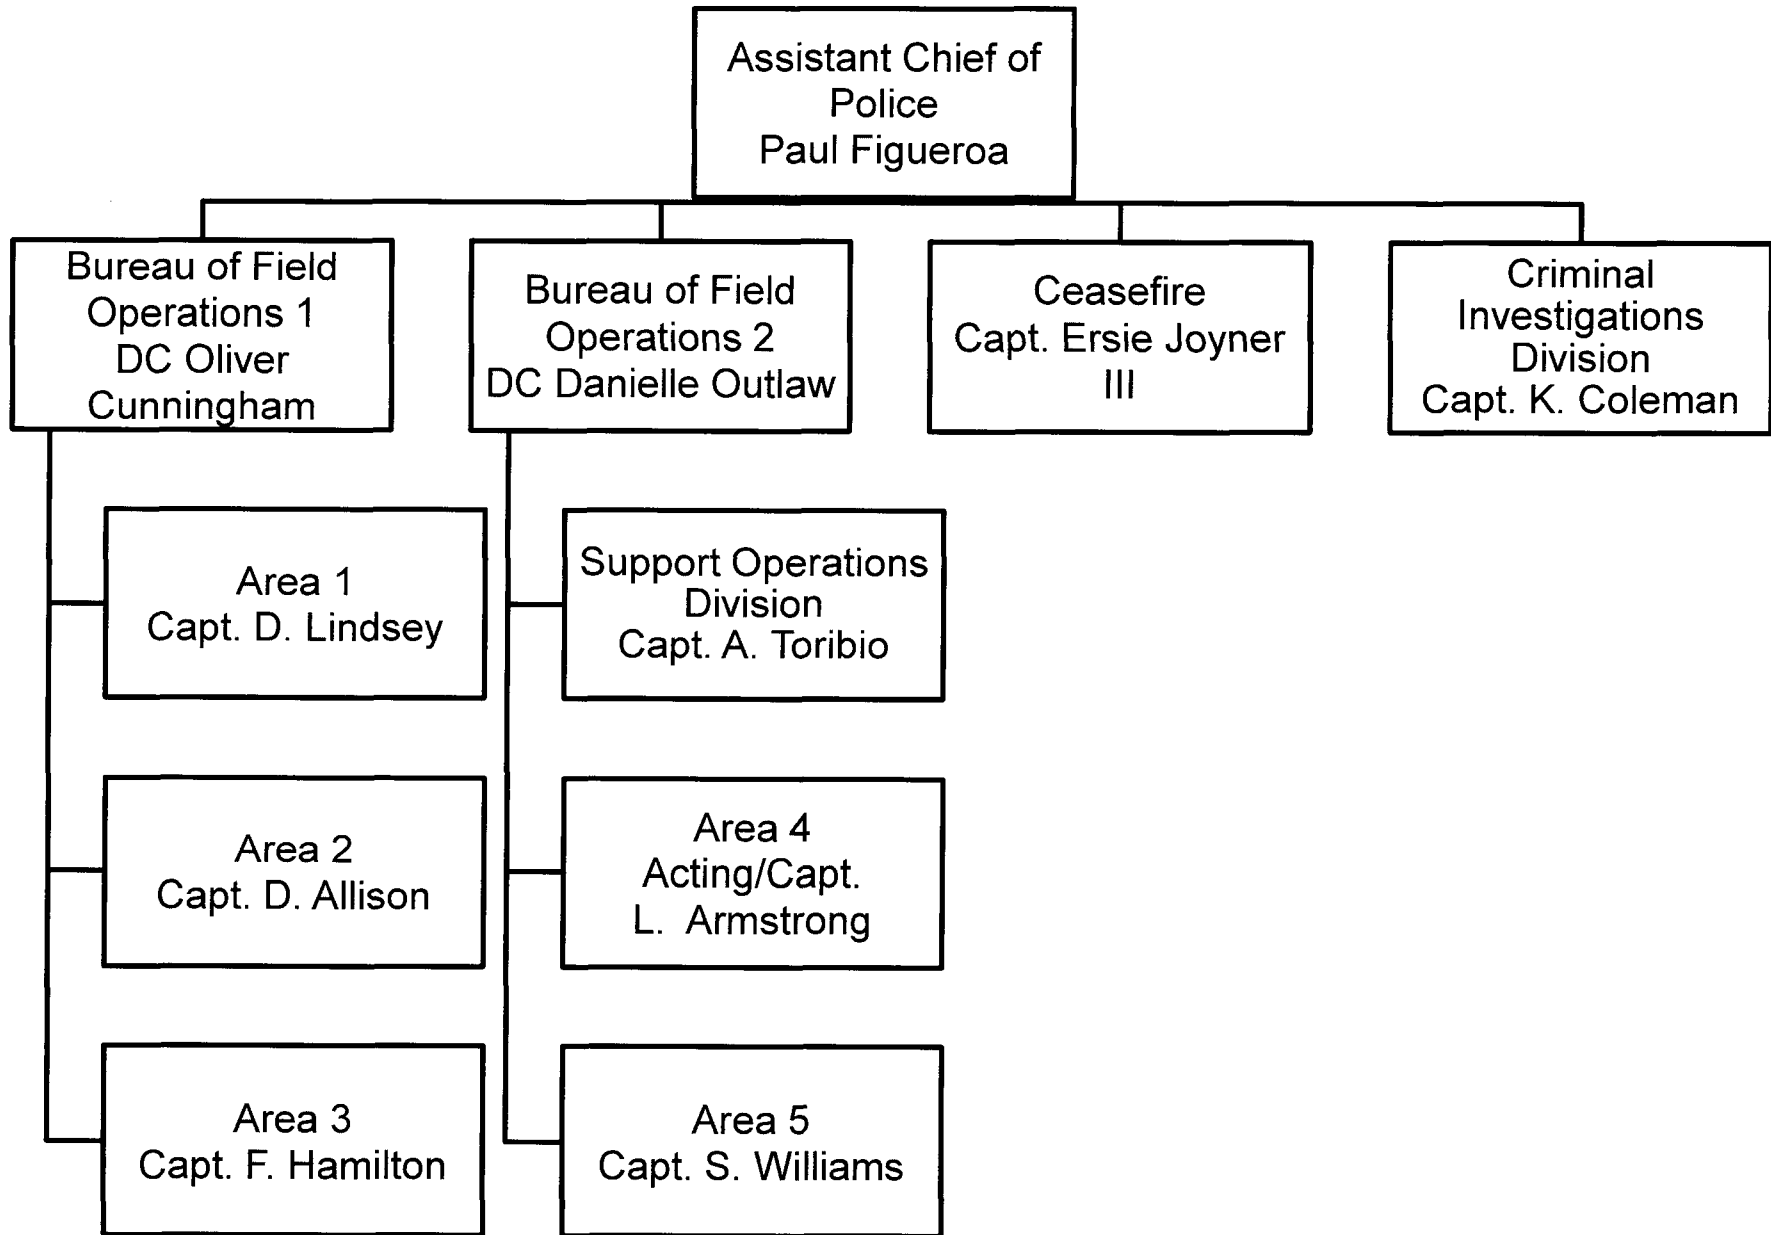 Assistant Chief of
Police
Paul Figueroa
Bureau of Field
Operations 1
DC Oliver
Cunningham
Bureau of Field
Operations 2
DC Danielle Outlaw
Ceasefire
Capt. Ersie Joyner
III
Criminal
Investigations
Division
Capt. K. Coleman
Area 1
Capt. D. Lindsey
Support Operations
Division
Capt. A. Toribio
Area 2
Capt. D. Allison
Area 4
Acting/Capt.
L. Armstrong
Area 3
Capt. F. Hamilton
Area 5
Capt. S. Williams